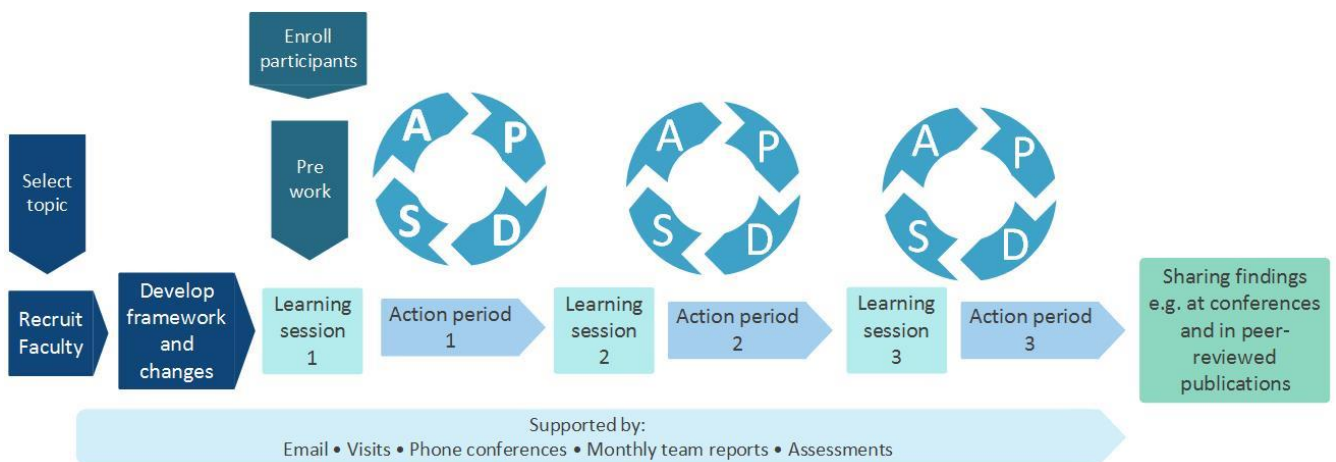 Enroll
participants
Select
topic
Pre
work
A
P
S
D
A
P
S
D
A
P
S
D
Recruit
Faculty
Develop
framework
and
changes
Learning
session
1
Action period
1
Learning
session
2
Action period
2
Learning
session
3
Action period
3
Sharing findings
e.g. at conferences
and in peer-
reviewed
publications
Supported by:
Email • Visits • Phone conferences • Monthly team reports • Assessments